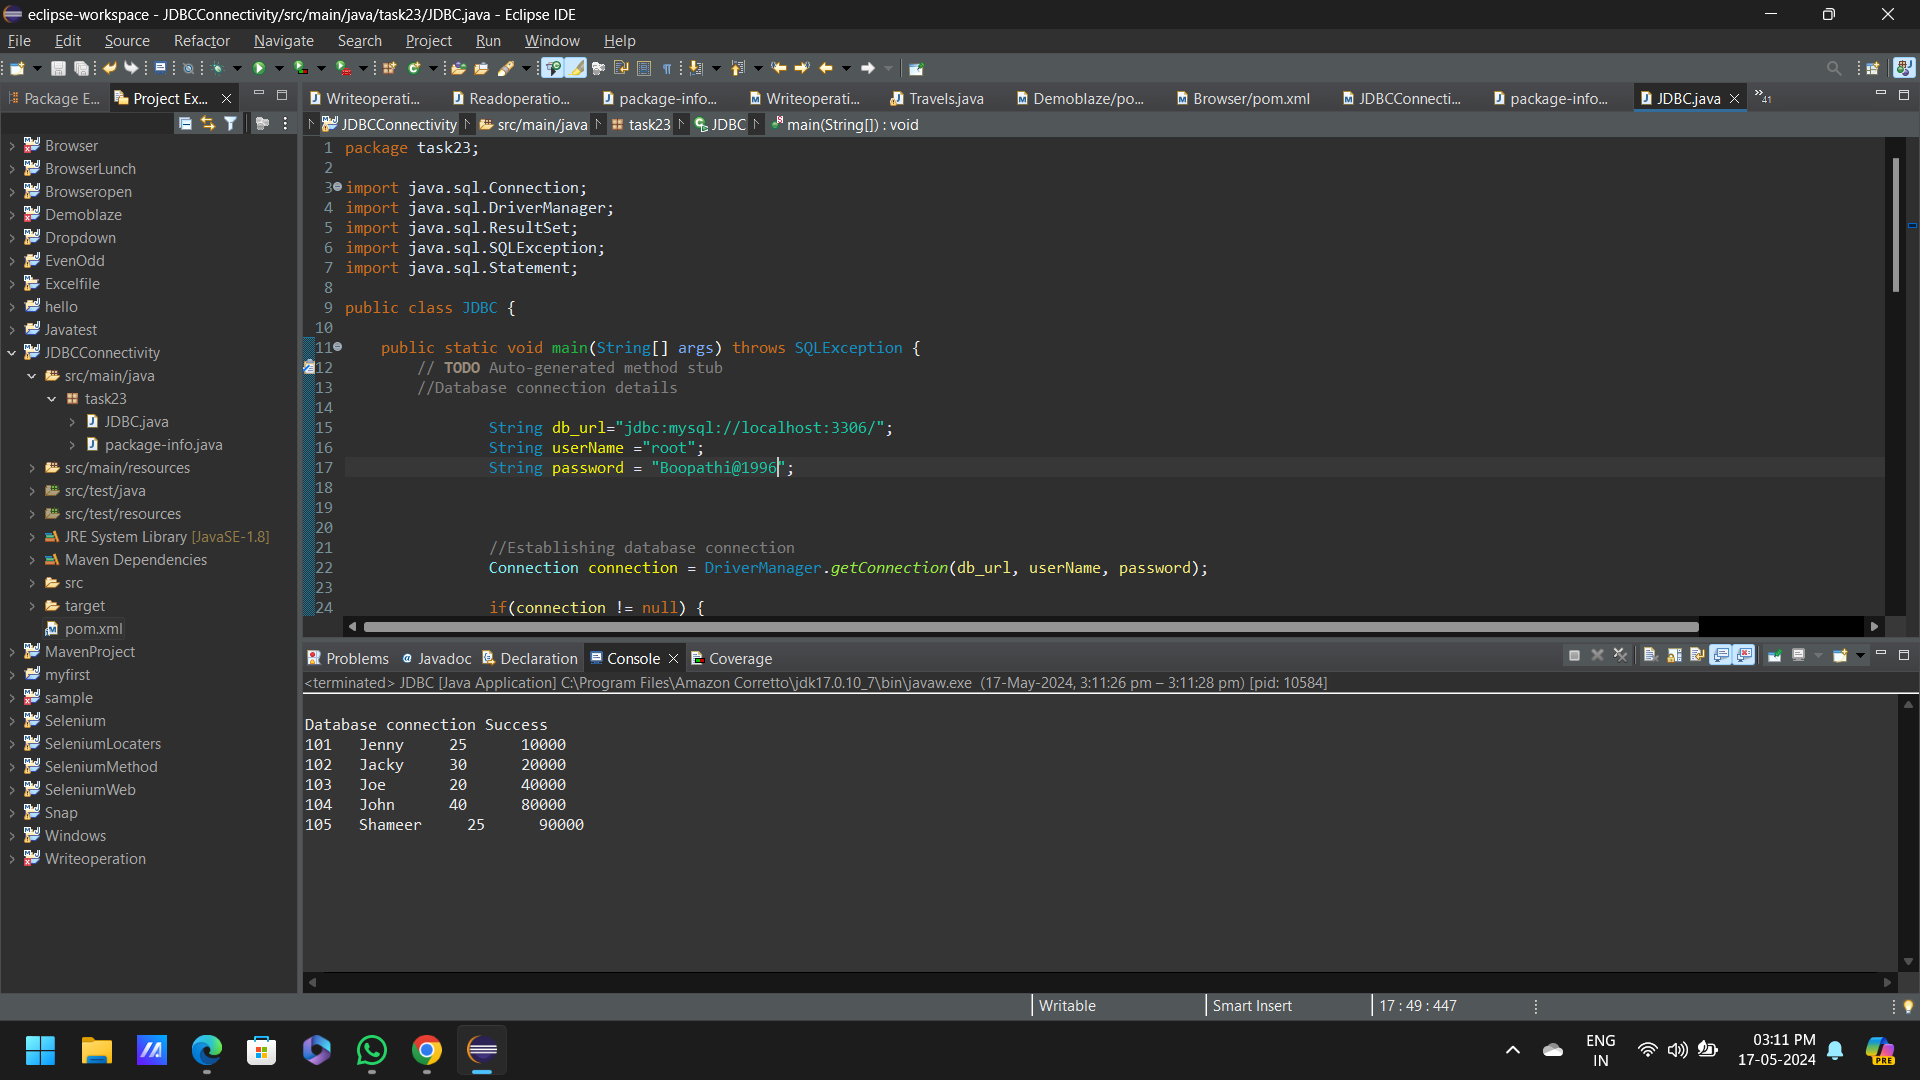 eclipse-workspace - JDBCConnectivity/src/main/java/task23/JDBC.java - Eclipse IDE
File Edit Source Refactor Navigate Search Project Run Window Help
Package E... Project Ex...
Writeoperati... Readoperatio... package-info... Writeoperati... Travels.java Demoblaze/po... Browser/pom.xml JDBCConnecti... package-info... JDBC.java »41
JDBCConnectivity src/main/java task23 JDBC main(String[]) : void
Browser
BrowserLunch
Browseropen
Demoblaze
Dropdown
EvenOdd
Excelfile
hello
Javatest
JDBCConnectivity
src/main/java
task23
JDBC.java
package-info.java
src/main/resources
src/test/java
src/test/resources
JRE System Library [JavaSE-1.8]
Maven Dependencies
src
target
pom.xml
MavenProject
myfirst
sample
Selenium
SeleniumLocaters
SeleniumMethod
SeleniumWeb
Snap
Windows
Writeoperation
1 package task23;
2
3 import java.sql.Connection;
4 import java.sql.DriverManager;
5 import java.sql.ResultSet;
6 import java.sql.SQLException;
7 import java.sql.Statement;
8
9 public class JDBC {
10
11 public static void main(String[] args) throws SQLException {
12 // TODO Auto-generated method stub
13 //Database connection details
14
15 String db_url="jdbc:mysql://localhost:3306/";
16 String userName ="root";
17 String password = "Boopathi@1996";
18
19
20
21 //Establishing database connection
22 Connection connection = DriverManager.getConnection(db_url, userName, password);
23
24 if(connection != null) {
Problems Javadoc Declaration Console Coverage
<terminated> JDBC [Java Application] C:\Program Files\Amazon Corretto\jdk17.0.10_7\bin\javaw.exe (17-May-2024, 3:11:26 pm – 3:11:28 pm) [pid: 10584]
Database connection Success
101 Jenny 25 10000
102 Jacky 30 20000
103 Joe 20 40000
104 John 40 80000
105 Shameer 25 90000
Writable Smart Insert 17 : 49 : 447
ENG
IN
03:11 PM
17-05-2024
PRE